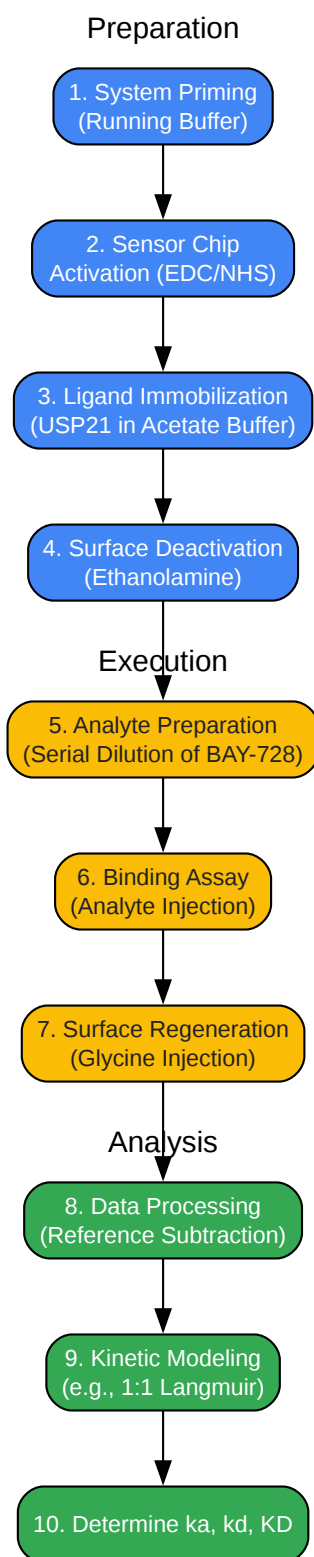 Preparation
1. System Priming
(Running Buffer)
2. Sensor Chip
Activation (EDC/NHS)
3. Ligand Immobilization
(USP21 in Acetate Buffer)
4. Surface Deactivation
(Ethanolamine)
Execution
5. Analyte Preparation
(Serial Dilution of BAY-728)
6. Binding Assay
(Analyte Injection)
7. Surface Regeneration
(Glycine Injection)
Analysis
8. Data Processing
(Reference Subtraction)
9. Kinetic Modeling
(e.g., 1:1 Langmuir)
10. Determine ka, kd, KD